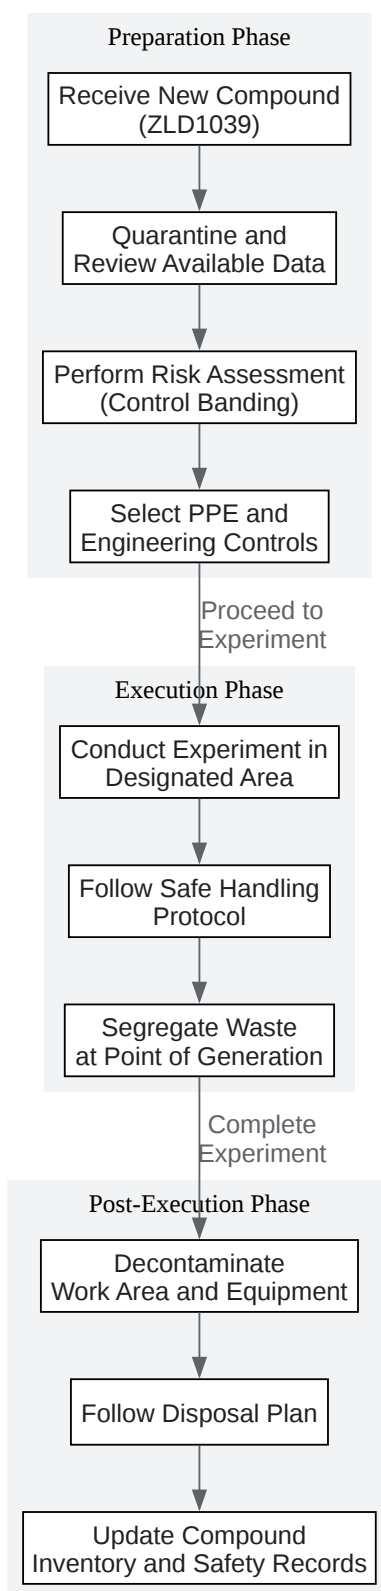 Preparation Phase
Receive New Compound
(ZLD1039)
Quarantine and
Review Available Data
Perform Risk Assessment
(Control Banding)
Select PPE and
Engineering Controls
Proceed to
Experiment
Execution Phase
Conduct Experiment in
Designated Area
Follow Safe Handling
Protocol
Segregate Waste
at Point of Generation
Complete
Experiment
Post-Execution Phase
Decontaminate
Work Area and Equipment
Follow Disposal Plan
Update Compound
Inventory and Safety Records